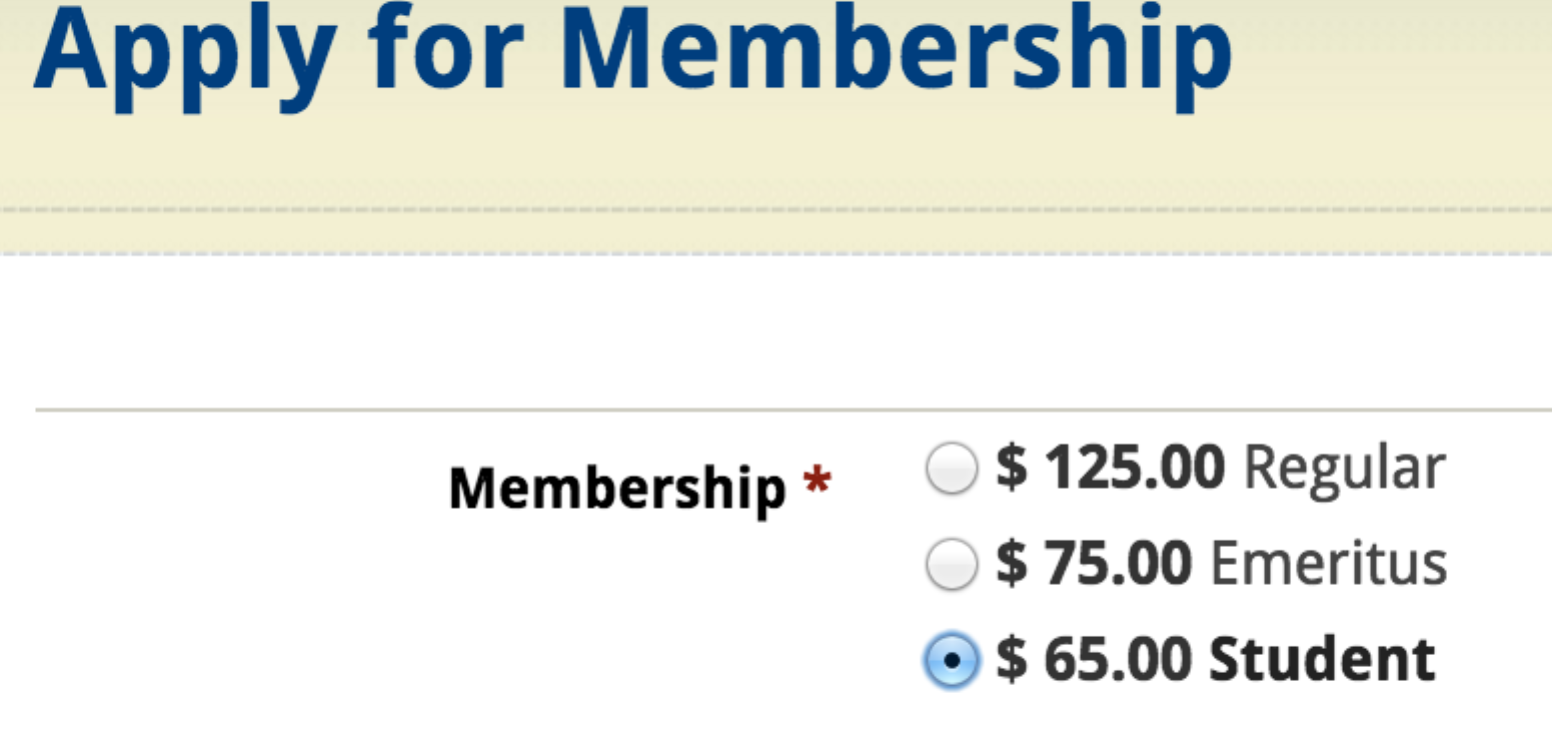 Apply for Membership
Membership *
$ 125.00 Regular
$ 75.00 Emeritus
$ 65.00 Student